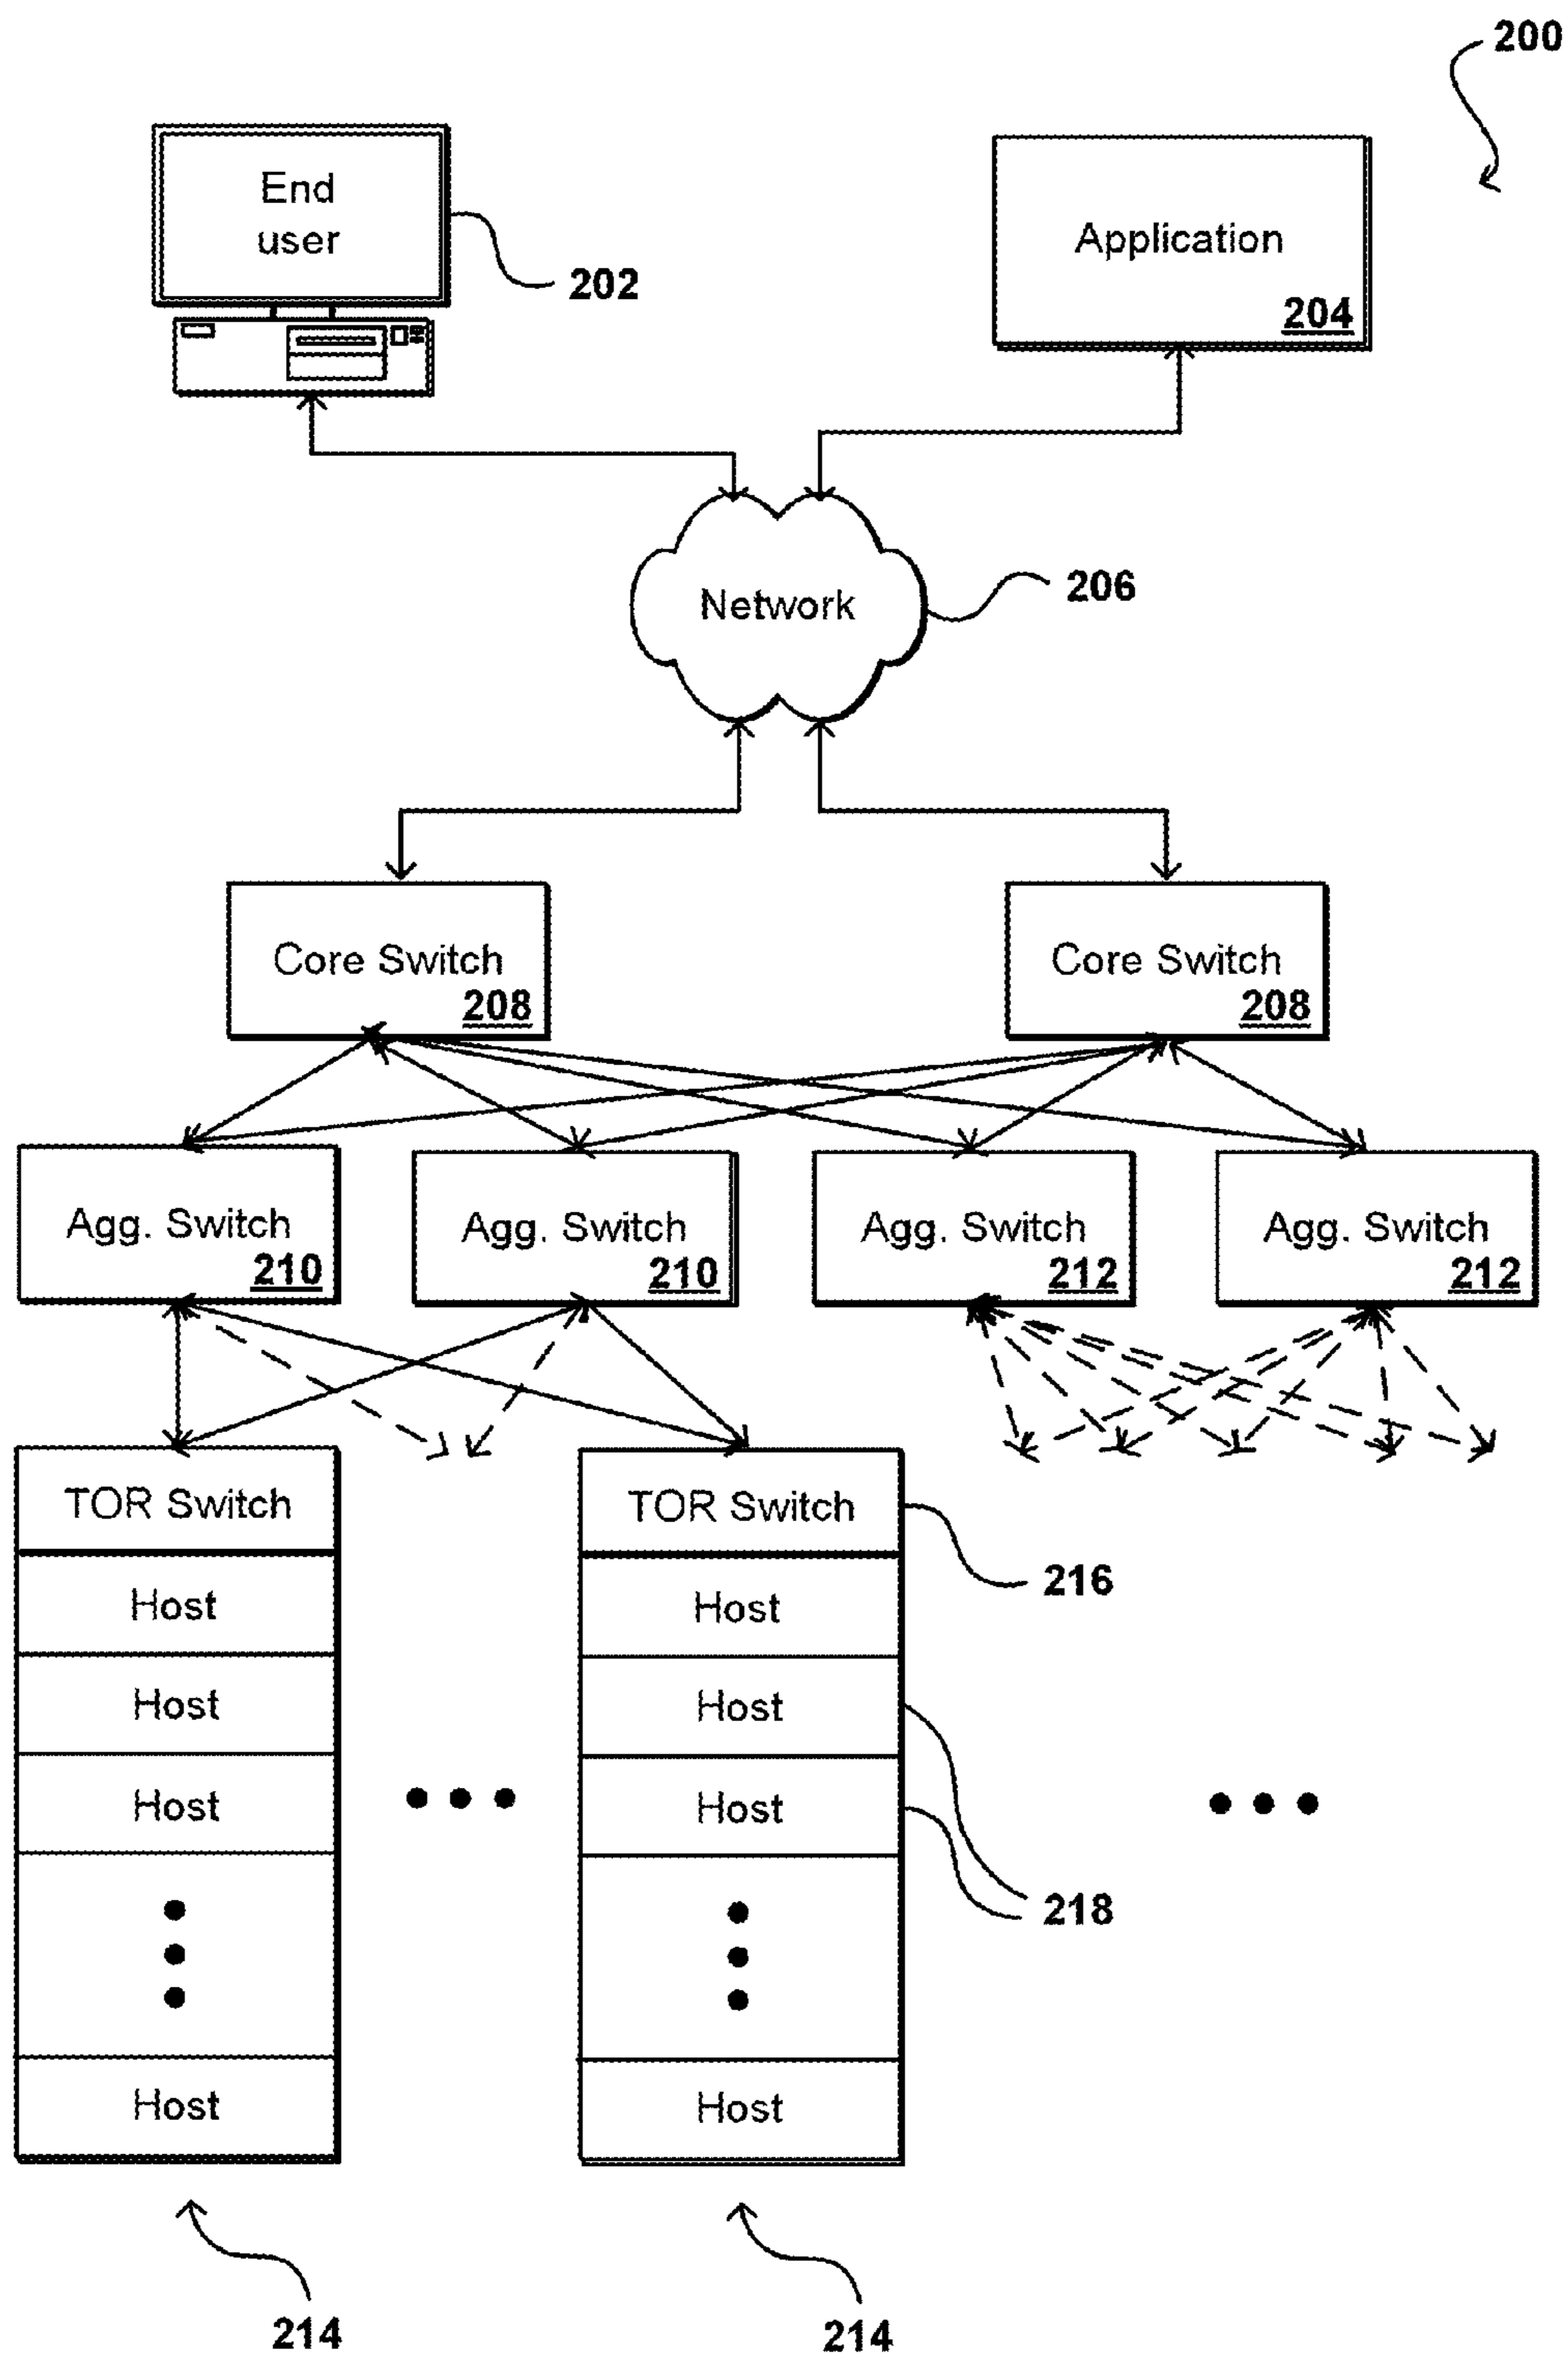 200
End
user
202
Application
204
Network
206
Core Switch
208
Core Switch
208
Agg. Switch
210
Agg. Switch
210
Agg. Switch
212
Agg. Switch
212
TOR Switch
Host
Host
Host
Host
TOR Switch
216
Host
Host
Host
218
Host
214
214